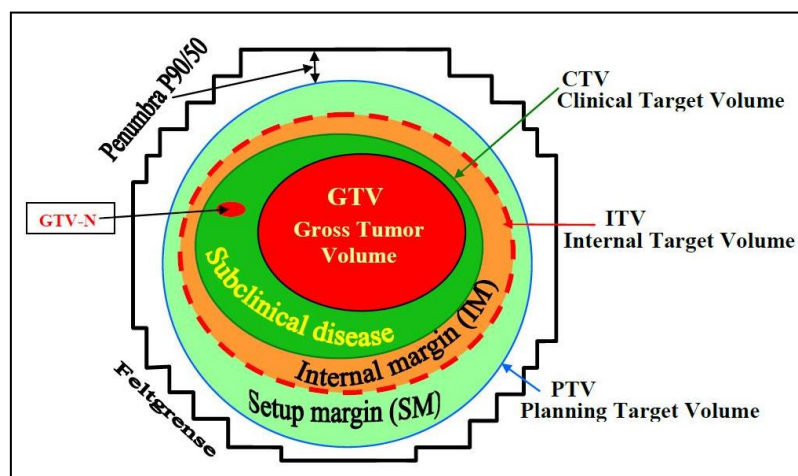 Penumbra P90/50
CTV
Clinical Target Volume
GTV
Gross Tumor
Volume
GTV-N
ITV
Internal Target Volume
Subclinical disease
Internal margin (IM)
Setup margin (SM)
PTV
Planning Target Volume
Feltgrense